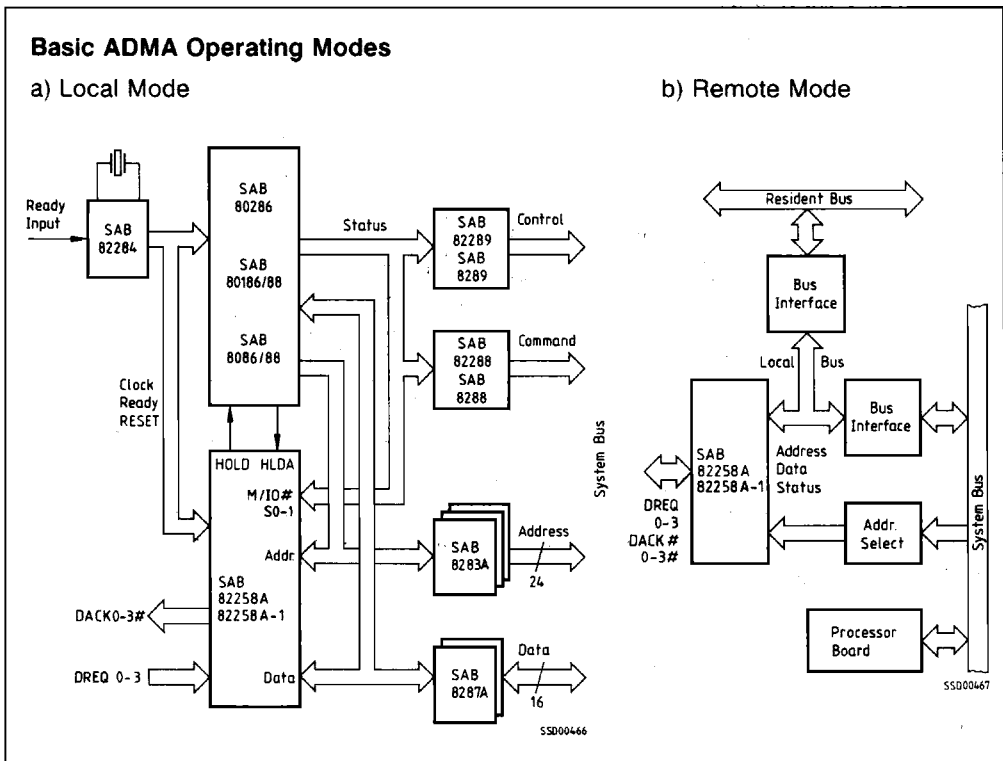 Basic ADMA Operating Modes
a) Local Mode
b) Remote Mode
Ready
Input
SAB
82284
SAB
80286
SAB
80186/88
SAB
8086/88
Status
SAB
82289
SAB
8289
Control
SAB
82288
SAB
8288
Command
Clock
Ready
RESET
HOLD
HLDA
M/IO#
S0-1
Addr.
SAB
82258A
82258A-1
Data
DACK0-3#
DREQ 0-3
SAB
8283A
Address
24
SAB
8287A
Data
16
System Bus
SSD00466
Resident Bus
Bus
Interface
Local
Bus
SAB
82258A
82258A-1
Address
Data
Status
Bus
Interface
DREQ
0-3
DACK#
0-3#
Addr.
Select
Processor
Board
System Bus
SSD00467